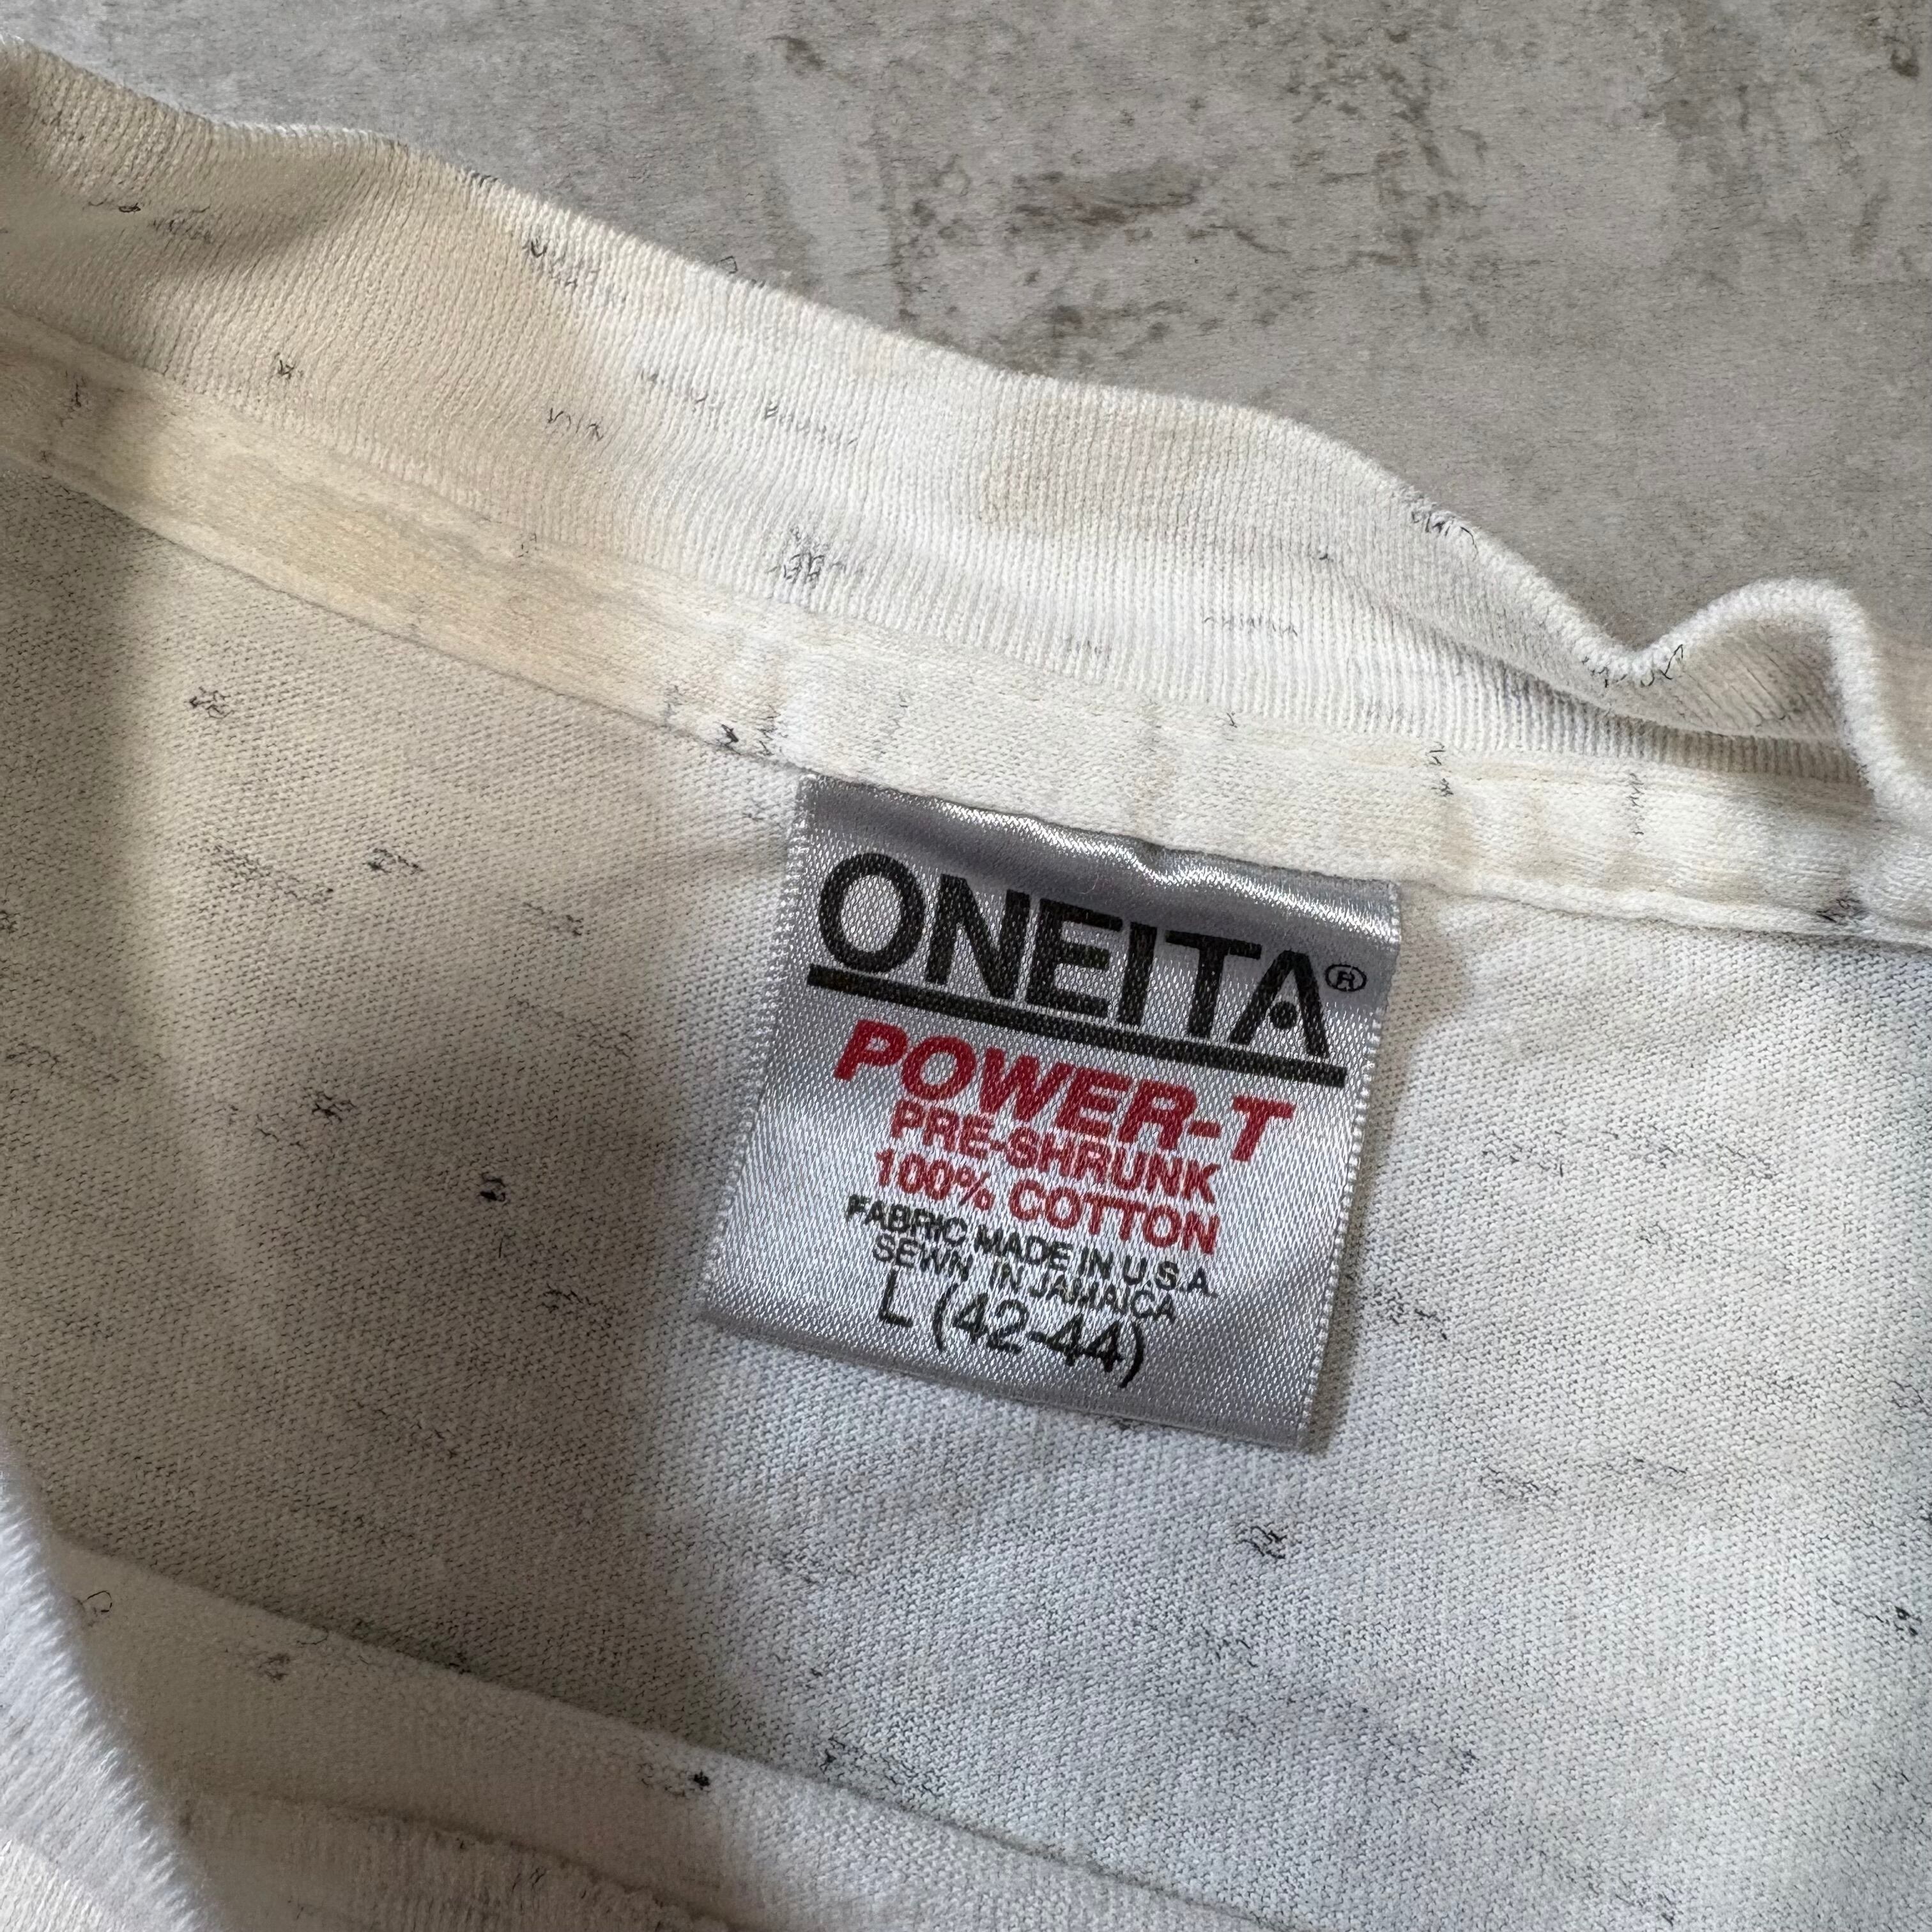 ONEITA®
POWER-T
PRE-SHRUNK
100% COTTON
FABRIC MADE IN U.S.A.
SEWN IN JAMAICA
L (42-44)